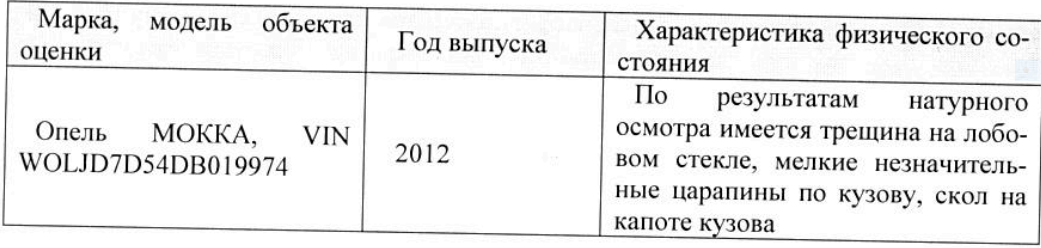 Марка, модель объекта
оценки
Год выпуска
Характеристика физического со-
стояния
Опель МОККА, VIN
WOLJD7D54DB019974
2012
По результатам натурного
осмотра имеется трещина на лобо-
вом стекле, мелкие незначитель-
ные царапины по кузову, скол на
капоте кузова